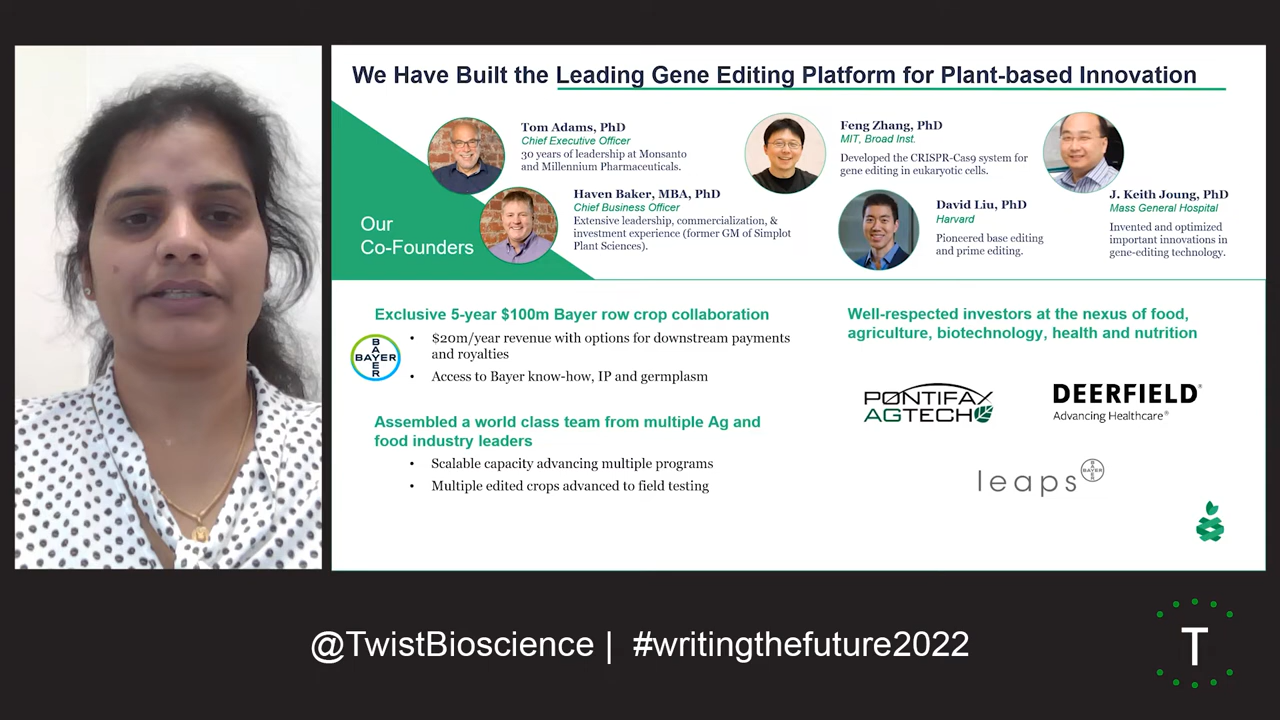 We Have Built the Leading Gene Editing Platform for Plant-based Innovation
Our
Co-Founders
Tom Adams, PhD
Chief Executive Officer
30 years of leadership at Monsanto
and Millennium Pharmaceuticals.
Haven Baker, MBA, PhD
Chief Business Officer
Extensive leadership, commercialization, &
investment experience (former GM of Simplot
Plant Sciences).
Feng Zhang, PhD
MIT, Broad Inst.
Developed the CRISPR-Cas9 system for
gene editing in eukaryotic cells.
David Liu, PhD
Harvard
Pioneered base editing
and prime editing.
J. Keith Joung, PhD
Mass General Hospital
Invented and optimized
important innovations in
gene-editing technology.
Exclusive 5-year $100m Bayer row crop collaboration
BAYER
BAYER
• $20m/year revenue with options for downstream payments
and royalties
• Access to Bayer know-how, IP and germplasm
Assembled a world class team from multiple Ag and
food industry leaders
• Scalable capacity advancing multiple programs
• Multiple edited crops advanced to field testing
Well-respected investors at the nexus of food,
agriculture, biotechnology, health and nutrition
PONTIFAX
AGTECH
DEERFIELD®
Advancing Healthcare®
leaps
BAYER
BAYER
@TwistBioscience | #writingthefuture2022
T